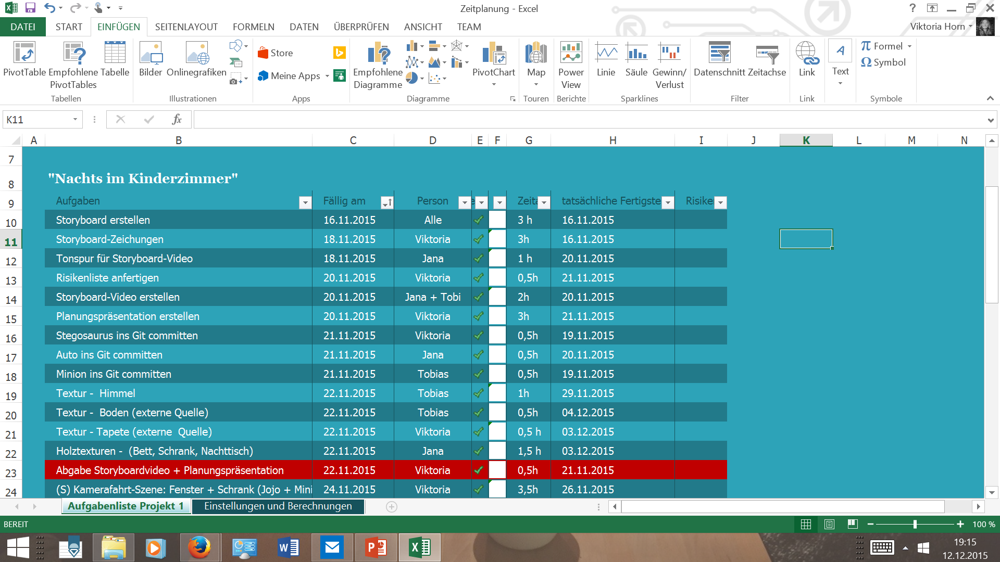 Zeitplanung - Excel
?
DATEI START EINFÜGEN SEITENLAYOUT FORMELN DATEN ÜBERPRÜFEN ANSICHT TEAM Viktoria Horn
PivotTable Empfohlene PivotTables Tabelle Bilder Onlinegrafiken Store Meine Apps Empfohlene Diagramme PivotChart Map Power View Linie Säule Gewinn/ Verlust Datenschnitt Zeitachse Link Text Formel Symbol
Tabellen Illustrationen Apps Diagramme Touren Berichte Sparklines Filter Link Symbole
K11 fx
A B C D E F G H I J K L M N
7
8 "Nachts im Kinderzimmer"
9 Aufgaben Fällig am Person e Zeita tatsächliche Fertigste Risike
10 Storyboard erstellen 16.11.2015 Alle 3 h 16.11.2015
11 Storyboard-Zeichungen 18.11.2015 Viktoria 3h 16.11.2015
12 Tonspur für Storyboard-Video 18.11.2015 Jana 1 h 20.11.2015
13 Risikenliste anfertigen 20.11.2015 Viktoria 0,5h 21.11.2015
14 Storyboard-Video erstellen 20.11.2015 Jana + Tobi 2h 20.11.2015
15 Planungspräsentation erstellen 20.11.2015 Viktoria 3h 21.11.2015
16 Stegosaurus ins Git committen 21.11.2015 Viktoria 0,5h 19.11.2015
17 Auto ins Git committen 21.11.2015 Jana 0,5h 20.11.2015
18 Minion ins Git committen 21.11.2015 Tobias 0,5h 19.11.2015
19 Textur -  Himmel 22.11.2015 Tobias 1h 29.11.2015
20 Textur -  Boden (externe Quelle) 22.11.2015 Tobias 0,5h 04.12.2015
21 Textur - Tapete (externe  Quelle) 22.11.2015 Viktoria 0,5 h 03.12.2015
22 Holztexturen -  (Bett, Schrank, Nachttisch) 22.11.2015 Jana 1,5 h 03.12.2015
23 Abgabe Storyboardvideo + Planungspräsentation 22.11.2015 Viktoria 0,5h 21.11.2015
24 (S) Kamerafahrt-Szene: Fenster + Schrank (Jojo + Mini 24.11.2015 Viktoria 3,5h 26.11.2015
Aufgabenliste Projekt 1 Einstellungen und Berechnungen
BEREIT 100 %
19:15
12.12.2015